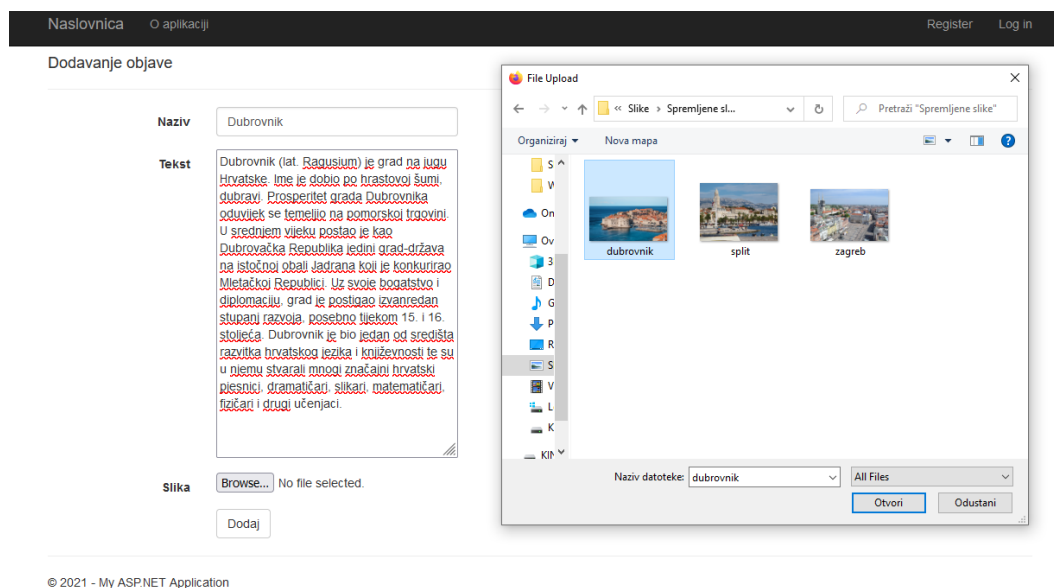 Naslovnica O aplikaciji Register Log in
Dodavanje objave
Naziv Dubrovnik
Tekst
Dubrovnik (lat. Ragusium) je grad na jugu
Hrvatske. Ime je dobio po hrastovoj šumi,
dubravi. Prosperitet grada Dubrovnika
oduvijek se temeljio na pomorskoj trgovini.
U srednjem vijeku postao je kao
Dubrovačka Republika jedini grad-država
na istočnoj obali Jadrana koji je konkurirao
Mletačkoj Republici. Uz svoje bogatstvo i
diplomaciju, grad je postigao izvanredan
stupanj razvoja, posebno tijekom 15. i 16.
stoljeća. Dubrovnik je bio jedan od središta
razvitka hrvatskog jezika i književnosti te su
u njemu stvarali mnogi značajni hrvatski
pjesnici, dramatičari, slikari, matematičari,
fizičari i drugi učenjaci.
Slika Browse... No file selected.
Dodaj
File Upload
« Slike › Spremljene sl... Pretraži "Spremljene slike"
Organiziraj Nova mapa
S
W
On
Ov
3
D
G
P
R
S
V
L
K
KIN
dubrovnik split zagreb
Naziv datoteke: dubrovnik All Files
Otvori Odustani
© 2021 - My ASP.NET Application